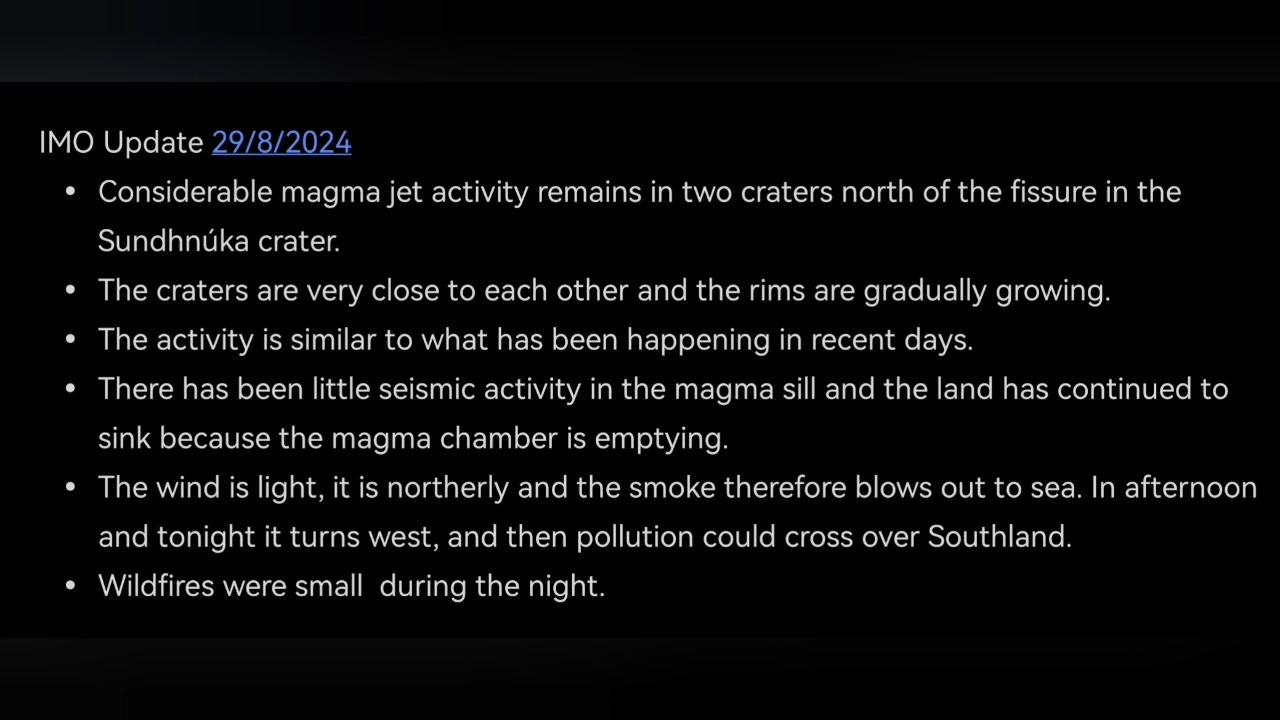 IMO Update 29/8/2024
• Considerable magma jet activity remains in two craters north of the fissure in the
Sundhnúka crater.
• The craters are very close to each other and the rims are gradually growing.
• The activity is similar to what has been happening in recent days.
• There has been little seismic activity in the magma sill and the land has continued to
sink because the magma chamber is emptying.
• The wind is light, it is northerly and the smoke therefore blows out to sea. In afternoon
and tonight it turns west, and then pollution could cross over Southland.
• Wildfires were small  during the night.